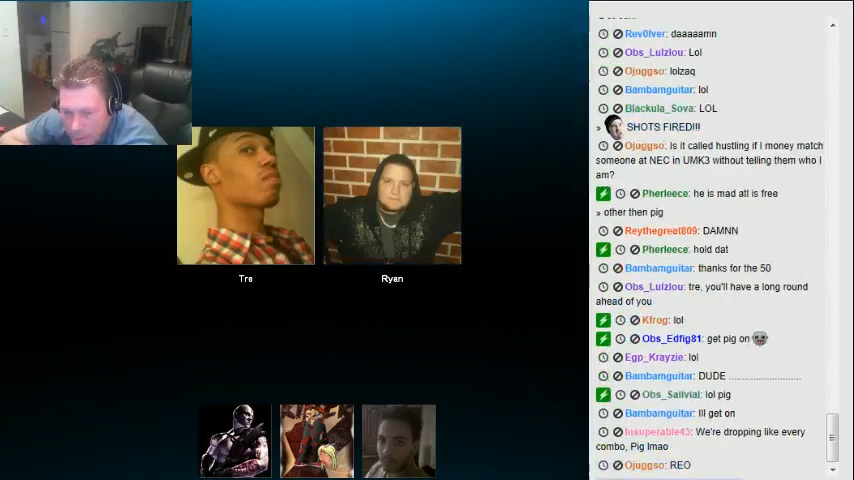 Tre
Ryan
Rev0lver: daaaaamn
Obs_Lulzlou: Lol
Ojuggso: lolzaq
Bambamguitar: lol
Blackula_Sova: LOL
» SHOTS FIRED!!!
Ojuggso: Is it called hustling if I money match
someone at NEC in UMK3 without telling them who I
am?
Pherleece: he is mad atl is free
» other then pig
Reythegreat809: DAMNN
Pherleece: hold dat
Bambamguitar: thanks for the 50
Obs_Lulzlou: tre, you'll have a long round
ahead of you
Kfrog: lol
Obs_Edfig81: get pig on
Egp_Krayzie: lol
Bambamguitar: DUDE ............................
Obs_Salivial: lol pig
Bambamguitar: Ill get on
Insuperable43: We're dropping like every
combo, Pig lmao
Ojuggso: REO